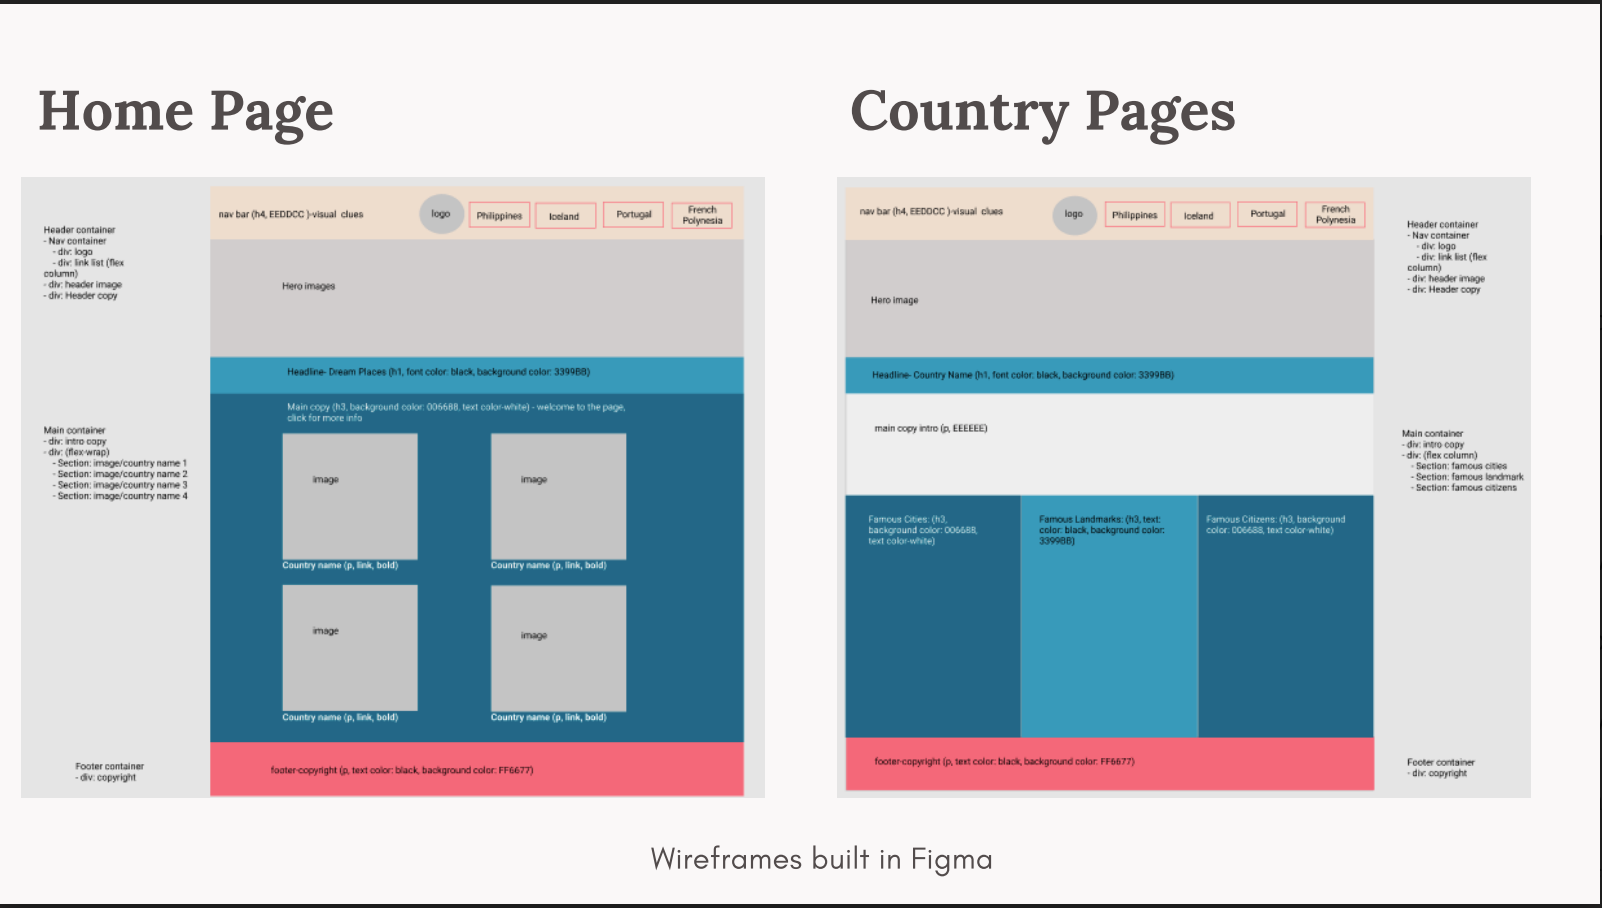 Home Page
Header container
- Nav container
- div: logo
- div: link list (flex
column)
- div: header image
- div: Header copy
Main container
- div: intro copy
- div: (flex-wrap)
- Section: image/country name 1
- Section: image/country name 2
- Section: image/country name 3
- Section: image/country name 4
Footer container
- div: copyright
nav bar (h4, EEDDCC )-visual clues
logo
Philippines
Iceland
Portugal
French
Polynesia
Hero images
Headline- Dream Places (h1, font color: black, background color: 3399BB)
Main copy (h3, background color: 006688, text color-white) - welcome to the page,
click for more info
image
image
Country name (p, link, bold)
Country name (p, link, bold)
image
image
Country name (p, link, bold)
Country name (p, link, bold)
footer-copyright (p, text color: black, background color: FF6677)
Country Pages
nav bar (h4, EEDDCC )-visual clues
logo
Philippines
Iceland
Portugal
French
Polynesia
Hero image
Headline- Country Name (h1, font color: black, background color: 3399BB)
main copy intro (p, EEEEEE)
Famous Cities: (h3,
background color: 006688,
text color-white)
Famous Landmarks: (h3, text:
color: black, background color:
3399BB)
Famous Citizens: (h3, background
color: 006688, text color-white)
footer-copyright (p, text color: black, background color: FF6677)
Header container
- Nav container
- div: logo
- div: link list (flex
column)
- div: header image
- div: Header copy
Main container
- div: intro copy
- div: (flex column)
- Section: famous cities
- Section: famous landmark
- Section: famous citizens
Footer container
- div: copyright
Wireframes built in Figma